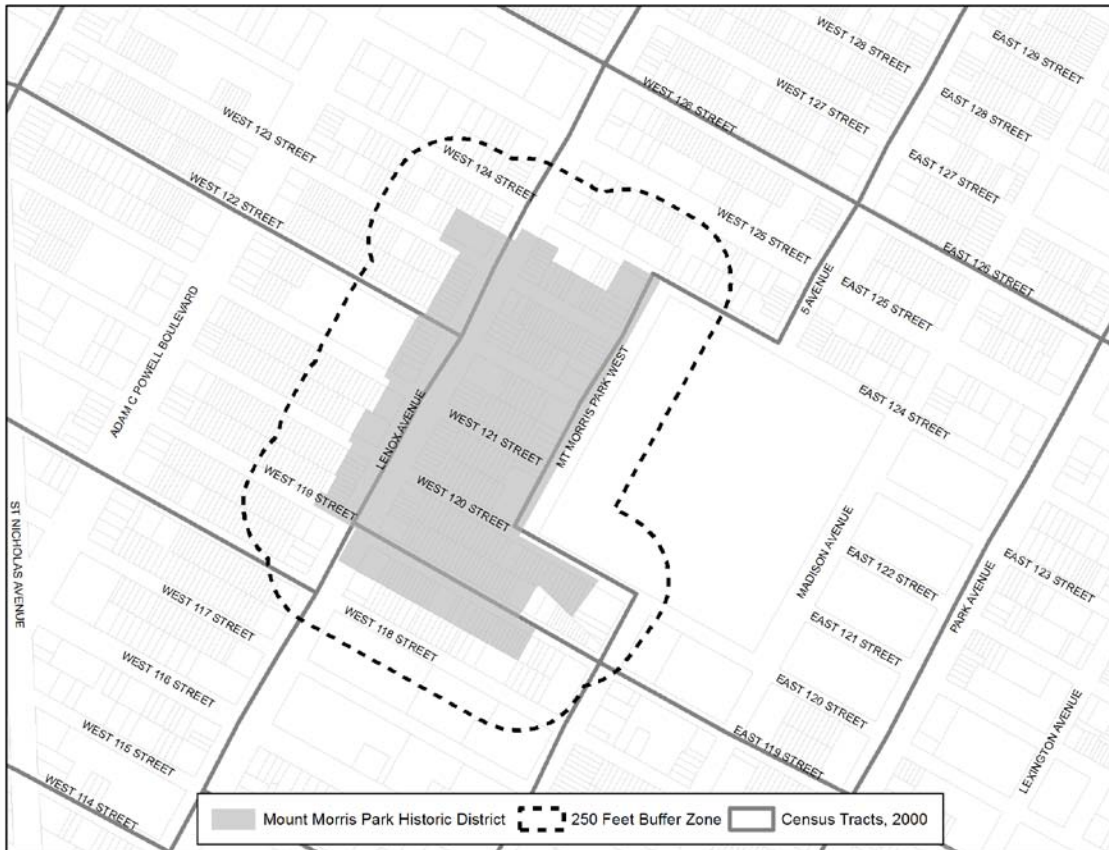 WEST 128 STREET
EAST 129 STREET
WEST 127 STREET
WEST 126 STREET
EAST 128 STREET
WEST 123 STREET
WEST 124 STREET
EAST 127 STREET
WEST 122 STREET
WEST 125 STREET
EAST 126 STREET
5 AVENUE
EAST 125 STREET
ADAM C POWELL BOULEVARD
LENOX AVENUE
MT MORRIS PARK WEST
EAST 124 STREET
WEST 121 STREET
WEST 120 STREET
WEST 119 STREET
ST NICHOLAS AVENUE
MADISON AVENUE
PARK AVENUE
EAST 123 STREET
EAST 122 STREET
WEST 117 STREET
WEST 118 STREET
EAST 121 STREET
WEST 116 STREET
EAST 120 STREET
EAST 119 STREET
LEXINGTON AVENUE
WEST 115 STREET
WEST 114 STREET
Mount Morris Park Historic District
250 Feet Buffer Zone
Census Tracts, 2000